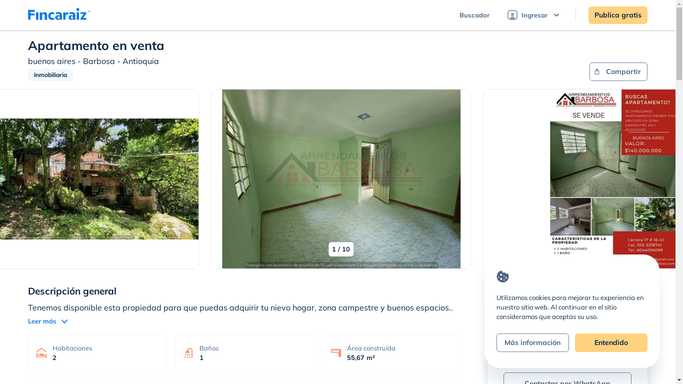 Fincaraiz
Buscador
Ingresar
Publica gratis
Apartamento en venta
buenos aires - Barbosa - Antioquia
Inmobiliaria
Compartir
ARRENDAMIENTOS
BARBOSA
1 / 10
ARRENDAMIENTOS
BARBOSA
SE VENDE
BUSCAS
APARTAMENTO?
BUENOS AIRES
VALOR:
$140.000.000
CARACTERISTICAS DE LA
PROPIEDAD
Descripción general
Tenemos disponible esta propiedad para que puedas adquirir tu nievo hogar, zona campestre y buenos espacios..
Leer más
Habitaciones
2
Baños
1
Área construida
55,67 m²
Utilizamos cookies para mejorar tu experiencia en
nuestro sitio web. Al continuar en el sitio
consideramos que aceptas su uso.
Más información
Entendido
Contactar por WhatsApp